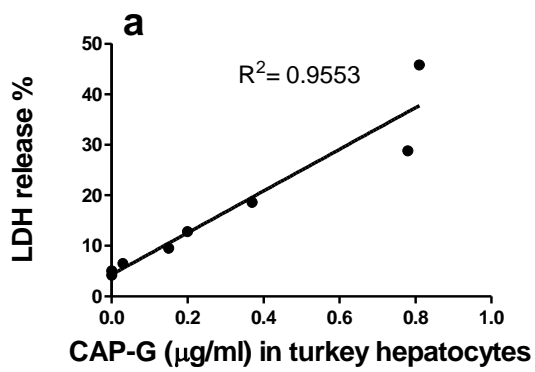 a
R²= 0.9553
LDH release %
50
40
30
20
10
0
0.0 0.2 0.4 0.6 0.8 1.0
CAP-G (µg/ml) in turkey hepatocytes